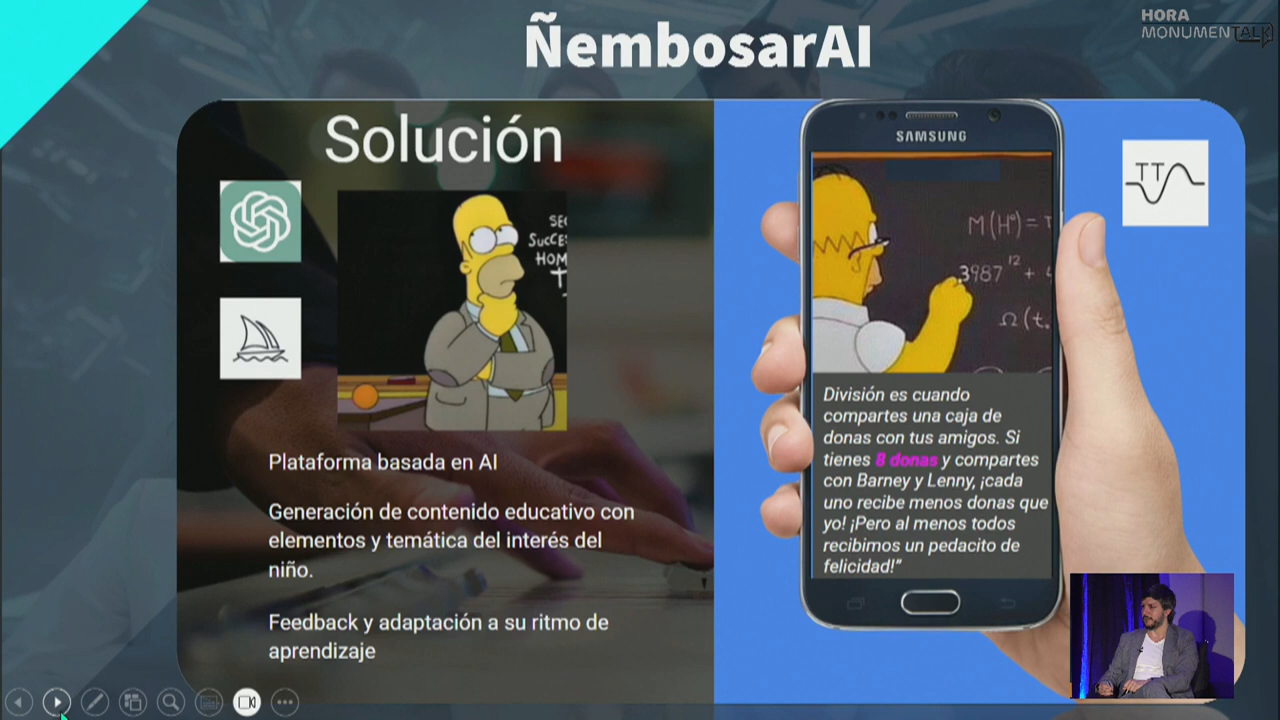 HORA
MONUMENTALK
ÑembosarAI
Solución
SAMSUNG
TT
M(H°) =
3987¹² +
Ω(t.
SUCCE
HOM
Plataforma basada en AI
Generación de contenido educativo con
elementos y temática del interés del
niño.
Feedback y adaptación a su ritmo de
aprendizaje
División es cuando
compartes una caja de
donas con tus amigos. Si
tienes 8 donas y compartes
con Barney y Lenny, ¡cada
uno recibe menos donas que
yo! ¡Pero al menos todos
recibimos un pedacito de
felicidad!"